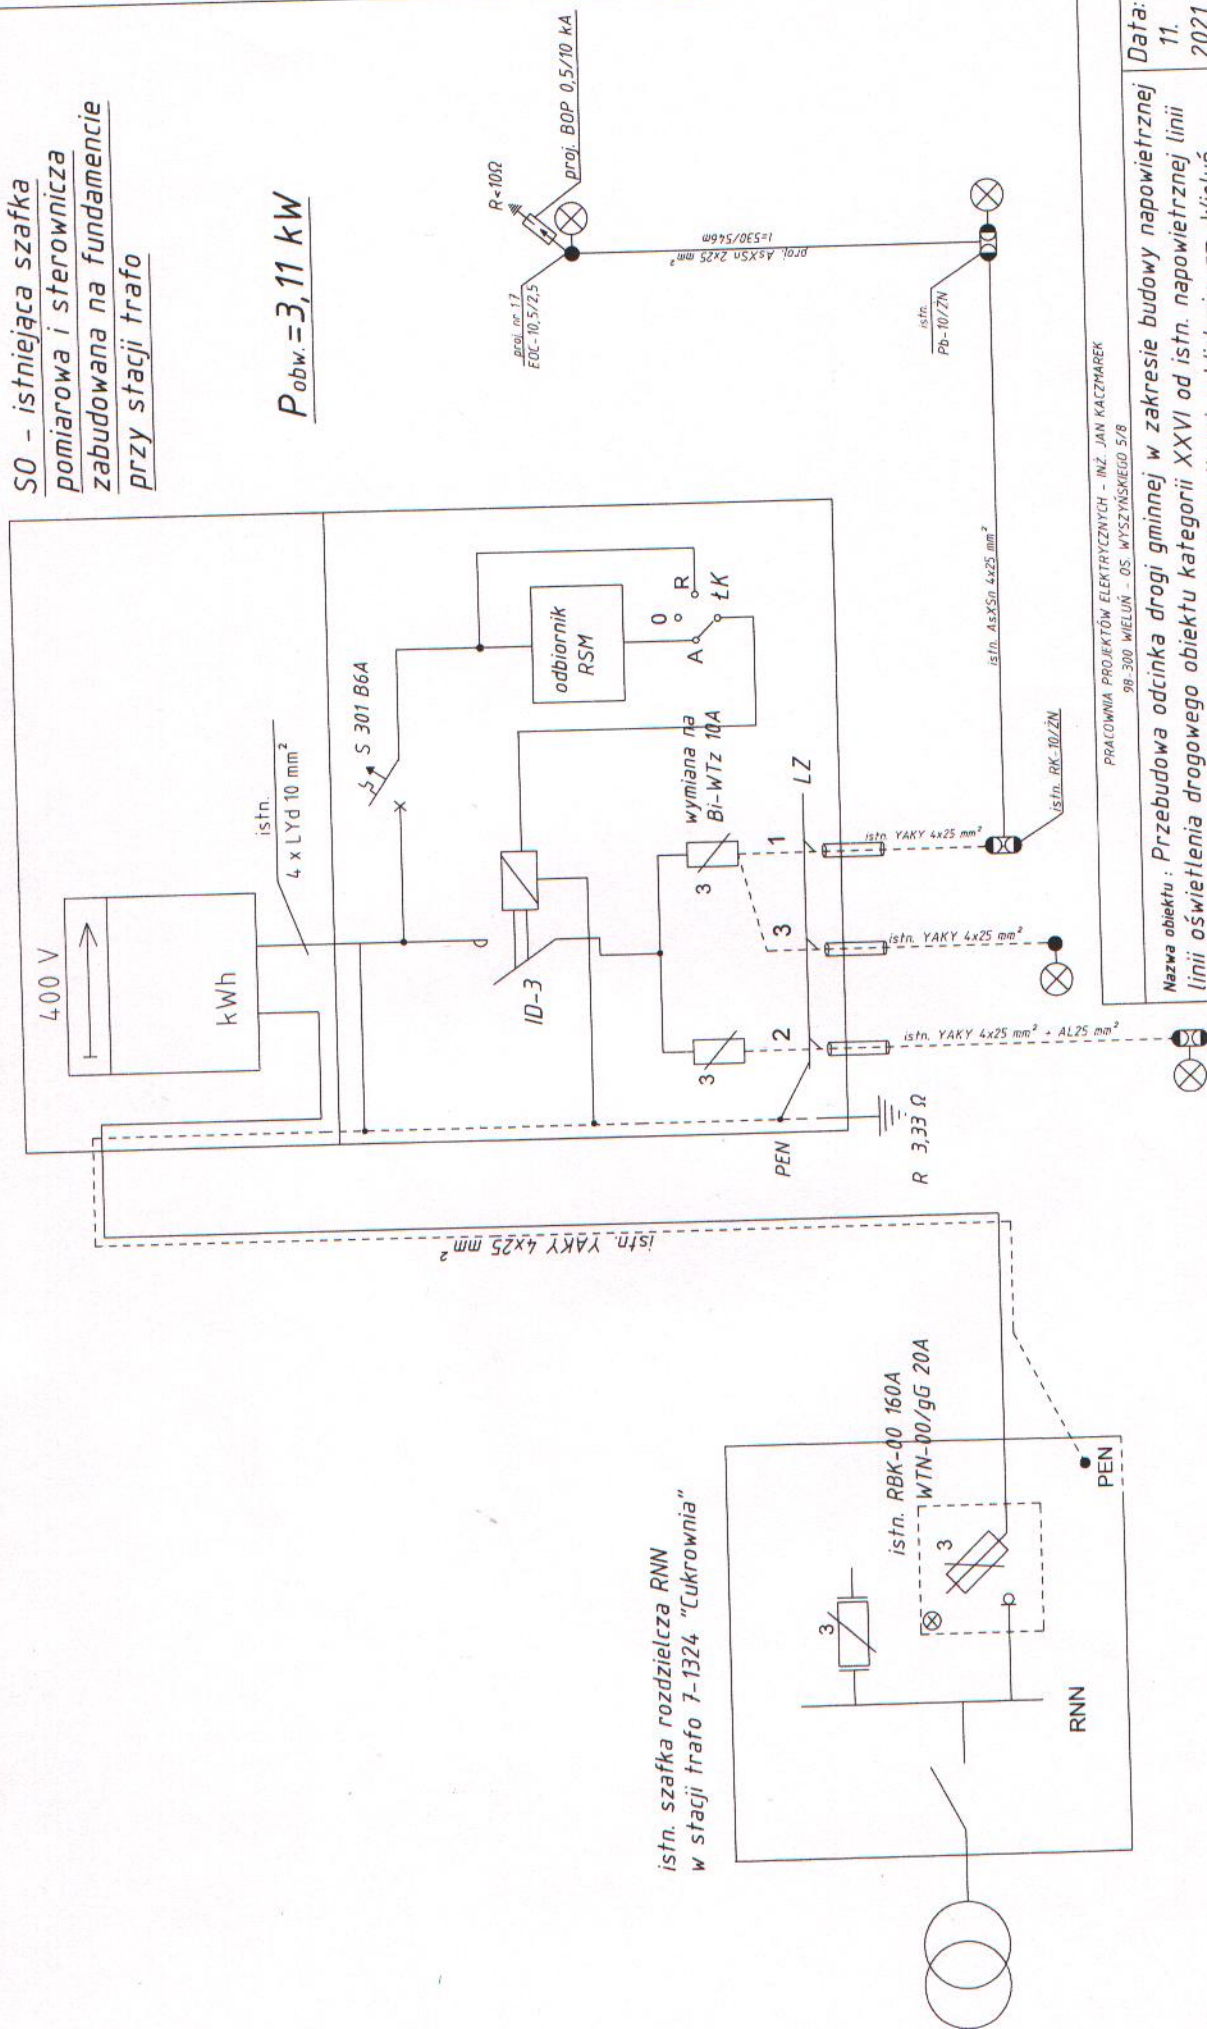 SO - istniejąca szafka
pomiarowa i sterownicza
zabudowana na fundamencie
przy stacji trafo
Pobw.=3,11 kW
400 V
kWh
istn.
4 x LYd 10 mm²
S 301 B6A
odbiornik
RSM
A
0
R
ŁK
ID-3
wymiana na
Bi-WTz 10A
3
3
2
3
1
LZ
PEN
R 3,33 Ω
istn. YAKY 4x25 mm² + AL25 mm²
istn. YAKY 4x25 mm²
istn. YAKY 4x25 mm²
istn. RK-10/ŻN
istn. AsXSn 4x25 mm²
istn.
Pb-10/ŻN
proj. AsXSn 2x25 mm²
l=530/546m
proj. nr 17
EOC-10,5/2,5
R<10Ω
proj. BOP 0,5/10 kA
istn. YAKY 4x25 mm²
istn. szafka rozdzielcza RNN
w stacji trafo 7-1324 "Cukrownia"
istn. RBK-00 160A
WTN-00/gG 20A
3
3
RNN
PEN
PRACOWNIA PROJEKTÓW ELEKTRYCZNYCH - INŻ. JAN KACZMAREK
98-300 WIELUŃ - OS. WYSZYŃSKIEGO 5/8
Nazwa obiektu : Przebudowa odcinka drogi gminnej w zakresie budowy napowietrznej
linii oświetlenia drogowego obiektu kategorii XXVI od istn. napowietrznej linii
Data:
11.
2021